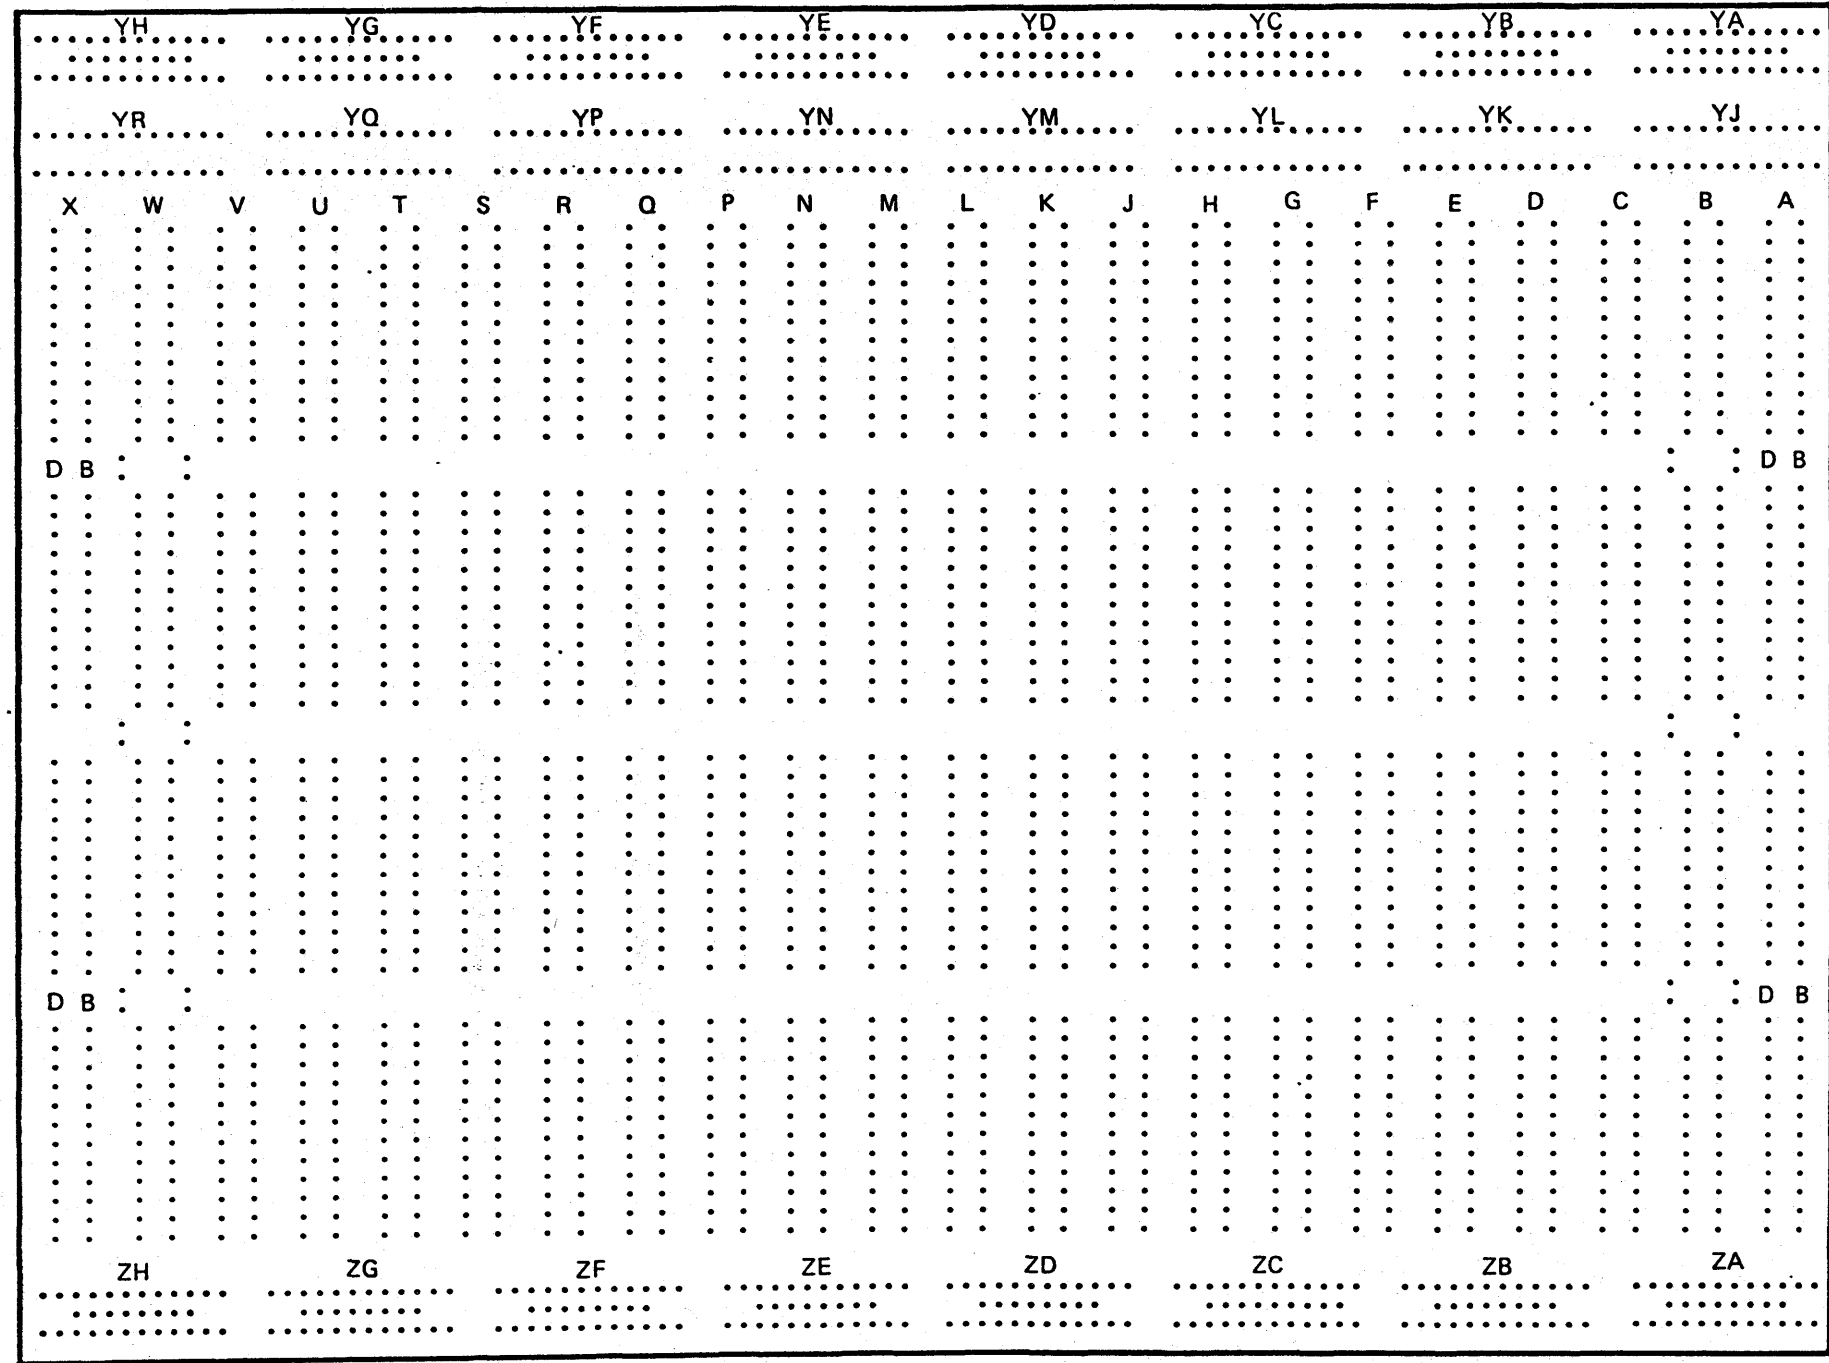 YH YG YF YE YD YC YB YA
YR YQ YP YN YM YL YK YJ
X W V U T S R Q P N M L K J H G F E D C B A
D B D B
D B D B
ZH ZG ZF ZE ZD ZC ZB ZA